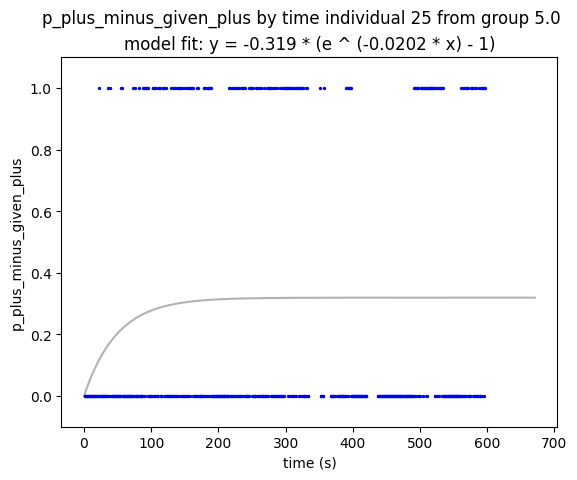 p_plus_minus_given_plus by time individual 25 from group 5.0
model fit: y = -0.319 * (e ^ (-0.0202 * x) - 1)
1.0
0.8
0.6
0.4
0.2
0.0
p_plus_minus_given_plus
0 100 200 300 400 500 600 700
time (s)